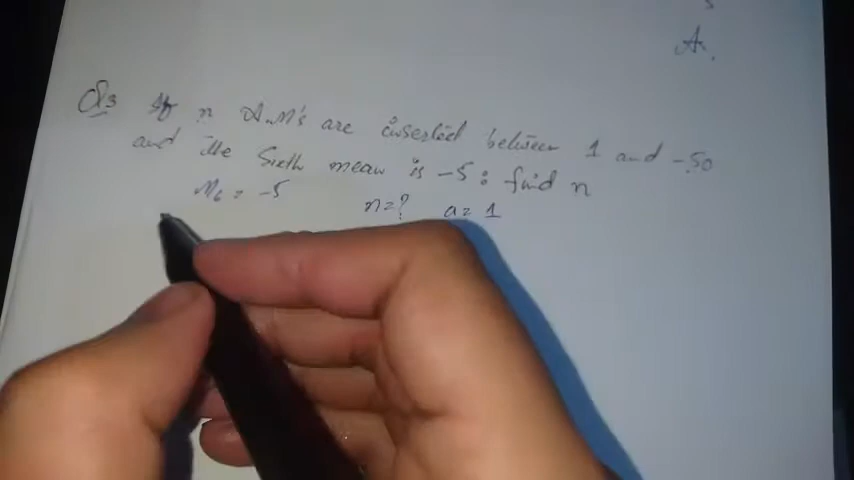 A.
Q3 If n A.M's are inserted between 1 and -50
and the Sixth mean is -5 : find n
M6 = -5 n=? a= 1